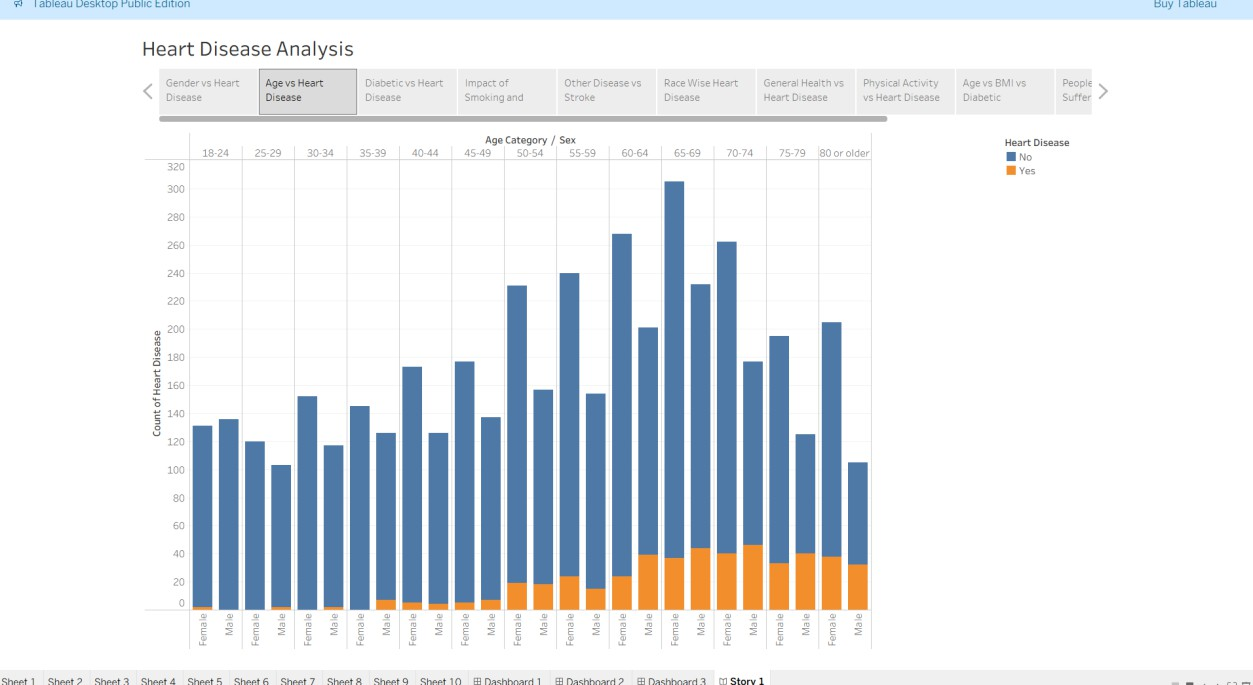 Tableau Desktop Public Edition
Buy Tableau
Heart Disease Analysis
Gender vs Heart
Disease
Age vs Heart
Disease
Diabetic vs Heart
Disease
Impact of
Smoking and
Other Disease vs
Stroke
Race Wise Heart
Disease
General Health vs
Heart Disease
Physical Activity
vs Heart Disease
Age vs BMI vs
Diabetic
People
Suffer
Age Category / Sex
18-24 25-29 30-34 35-39 40-44 45-49 50-54 55-59 60-64 65-69 70-74 75-79 80 or older
Heart Disease
No
Yes
Count of Heart Disease
320
300
280
260
240
220
200
180
160
140
120
100
80
60
40
20
0
Female Male Female Male Female Male Female Male Female Male Female Male Female Male Female Male Female Male Female Male Female Male Female Male Female Male
Sheet 1 Sheet 2 Sheet 3 Sheet 4 Sheet 5 Sheet 6 Sheet 7 Sheet 8 Sheet 9 Sheet 10 Dashboard 1 Dashboard 2 Dashboard 3 Story 1